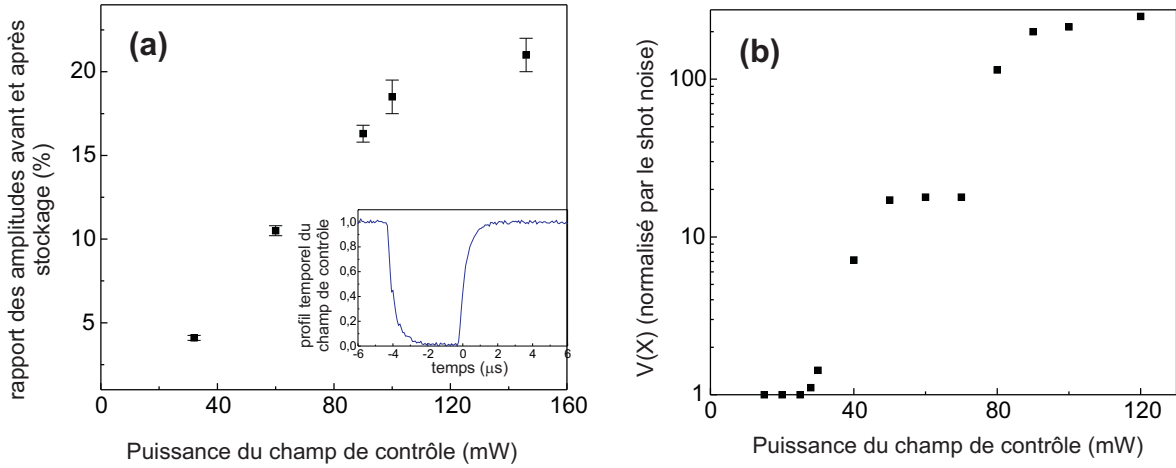 (a)
rapport des amplitudes avant et après
stockage (%)
20
15
10
5
0
40
80
120
160
Puissance du champ de contrôle (mW)
profil temporel du
champ de contrôle
1,0
0,8
0,6
0,4
0,2
0,0
-6
-4
-2
0
2
4
6
temps (μs)
(b)
V(X) (normalisé par le shot noise)
100
10
1
0
40
80
120
Puissance du champ de contrôle (mW)